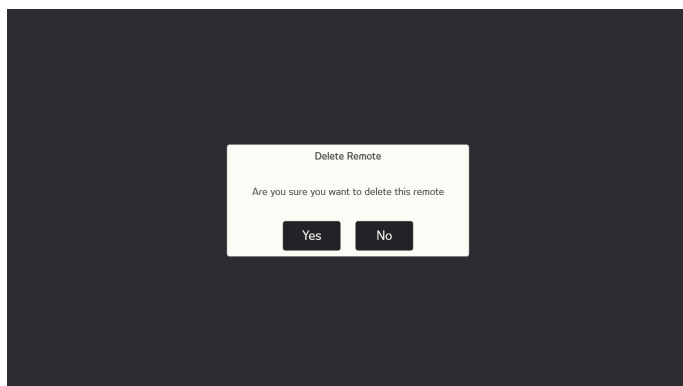 Delete Remote
Are you sure you want to delete this remote
Yes
No